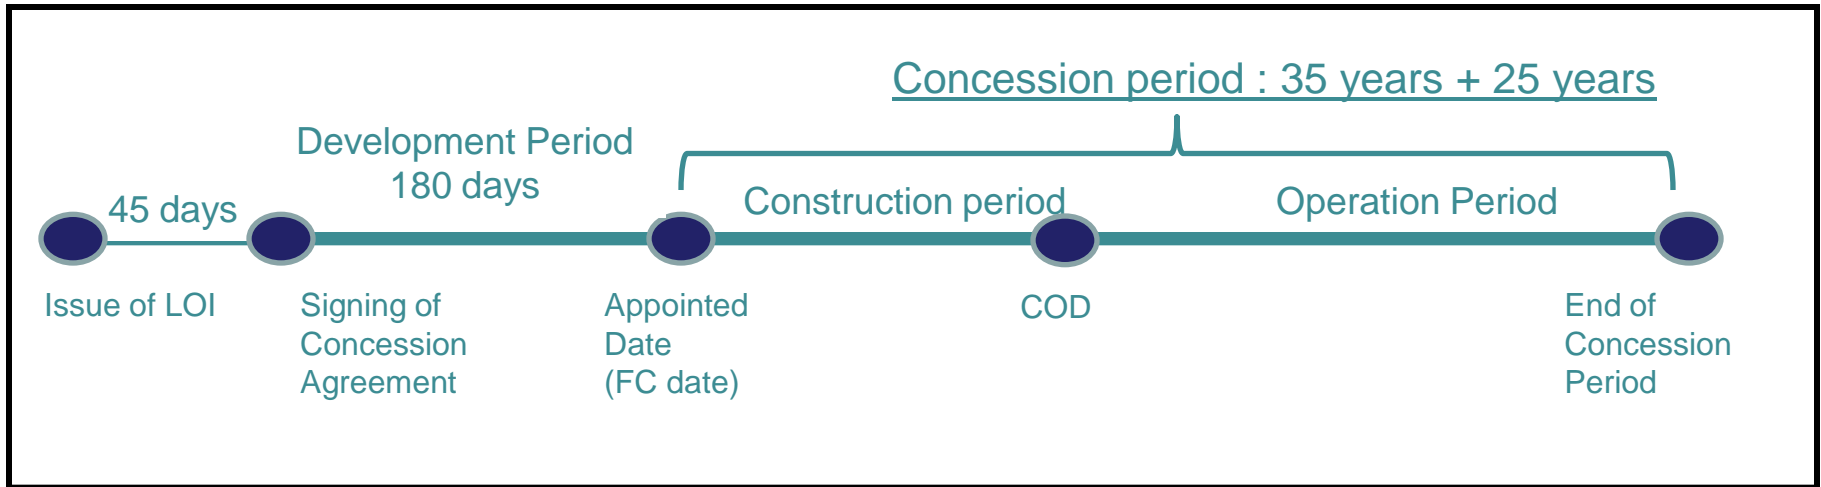 Concession period : 35 years + 25 years
Development Period
180 days
45 days
Construction period
Operation Period
Issue of LOI
Signing of
Concession
Agreement
Appointed
Date
(FC date)
COD
End of
Concession
Period